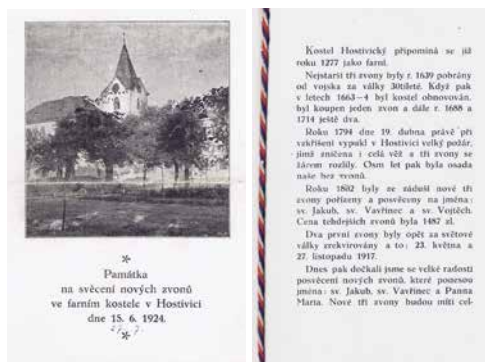 *
Památka
na svěcení nových zvonů
ve farním kostele v Hostivici
dne 15. 6. 1924.
*
Kostel Hostivický připomíná se již
roku 1277 jako farní.
Nejstarší tři zvony byly r. 1639 pobrány
od vojska za války 30tileté. Když pak
v letech 1663–4 byl kostel obnovován,
byl koupen jeden zvon a dále r. 1688 a
1714 ještě dva.
Roku 1794 dne 19. dubna právě při
vzkříšení vypukl v Hostivici velký požár,
jímž zničena i celá věž a tři zvony se
žárem rozlily. Osm let pak byla osada
naše bez zvonů.
Roku 1802 byly ze záduší nové tři
zvony pořízeny a posvěceny na jména:
sv. Jakub, sv. Vavřinec a sv. Vojtěch.
Cena tehdejších zvonů byla 1487 zl.
Dva první zvony byly opět za světové
války zrekvirovány a to: 23. května a
27. listopadu 1917.
Dnes pak dočkali jsme se velké radosti
posvěcení nových zvonů, které ponesou
jména: sv. Jakub, sv. Vavřinec a Panna
Maria. Nové tři zvony budou míti cel-